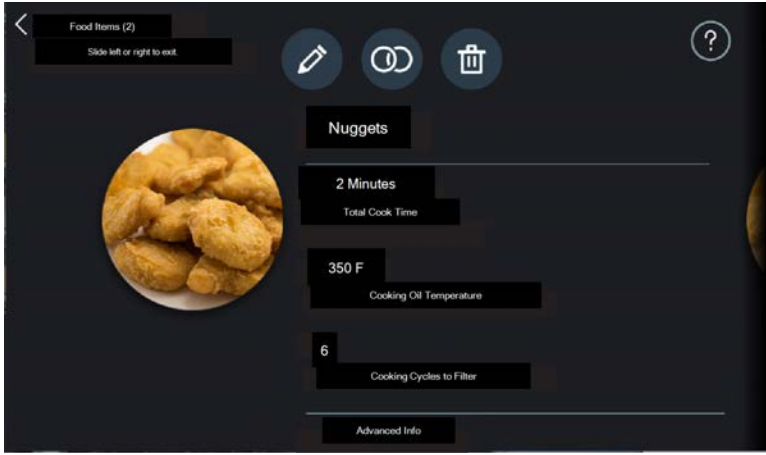 Food Items (2)
Slide left or right to exit.
?
Nuggets
2 Minutes
Total Cook Time
350 F
Cooking Oil Temperature
6
Cooking Cycles to Filter
Advanced Info